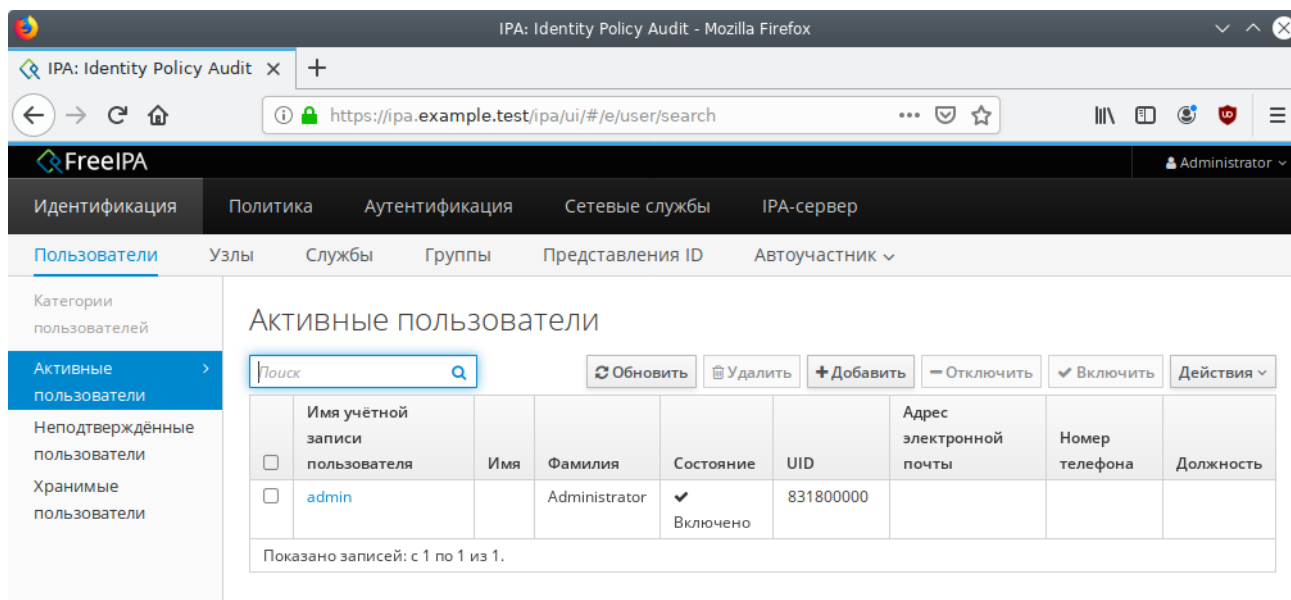 IPA: Identity Policy Audit - Mozilla Firefox
IPA: Identity Policy Audit
https://ipa.example.test/ipa/ui/#/e/user/search
FreeIPA
Administrator
Идентификация Политика Аутентификация Сетевые службы IPA-сервер
Пользователи Узлы Службы Группы Представления ID Автоучастник
Категории
пользователей
Активные
пользователи
Неподтверждённые
пользователи
Хранимые
пользователи
Активные пользователи
Поиск Обновить Удалить Добавить Отключить Включить Действия
Имя учётной
записи
пользователя
Имя
Фамилия
Состояние
UID
Адрес
электронной
почты
Номер
телефона
Должность
admin Administrator
Включено
831800000
Показано записей: с 1 по 1 из 1.